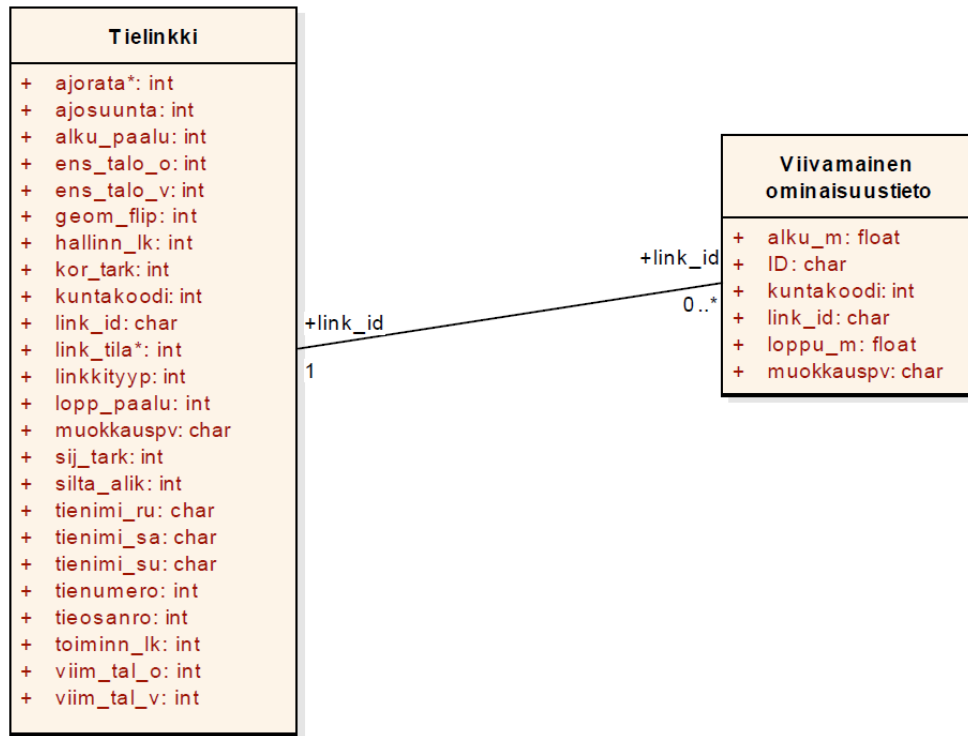 Tielinkki
+ ajorata*: int
+ ajosuunta: int
+ alku_paalu: int
+ ens_talo_o: int
+ ens_talo_v: int
+ geom_flip: int
+ hallinn_lk: int
+ kor_tark: int
+ kuntakoodi: int
+ link_id: char
+ link_tila*: int
+ linkkityyp: int
+ lopp_paalu: int
+ muokkauspv: char
+ sij_tark: int
+ silta_alik: int
+ tienimi_ru: char
+ tienimi_sa: char
+ tienimi_su: char
+ tienumero: int
+ tieosanro: int
+ toiminn_lk: int
+ viim_tal_o: int
+ viim_tal_v: int
+link_id
1
+link_id
0..*
Viivamainen
ominaisuustieto
+ alku_m: float
+ ID: char
+ kuntakoodi: int
+ link_id: char
+ loppu_m: float
+ muokkauspv: char